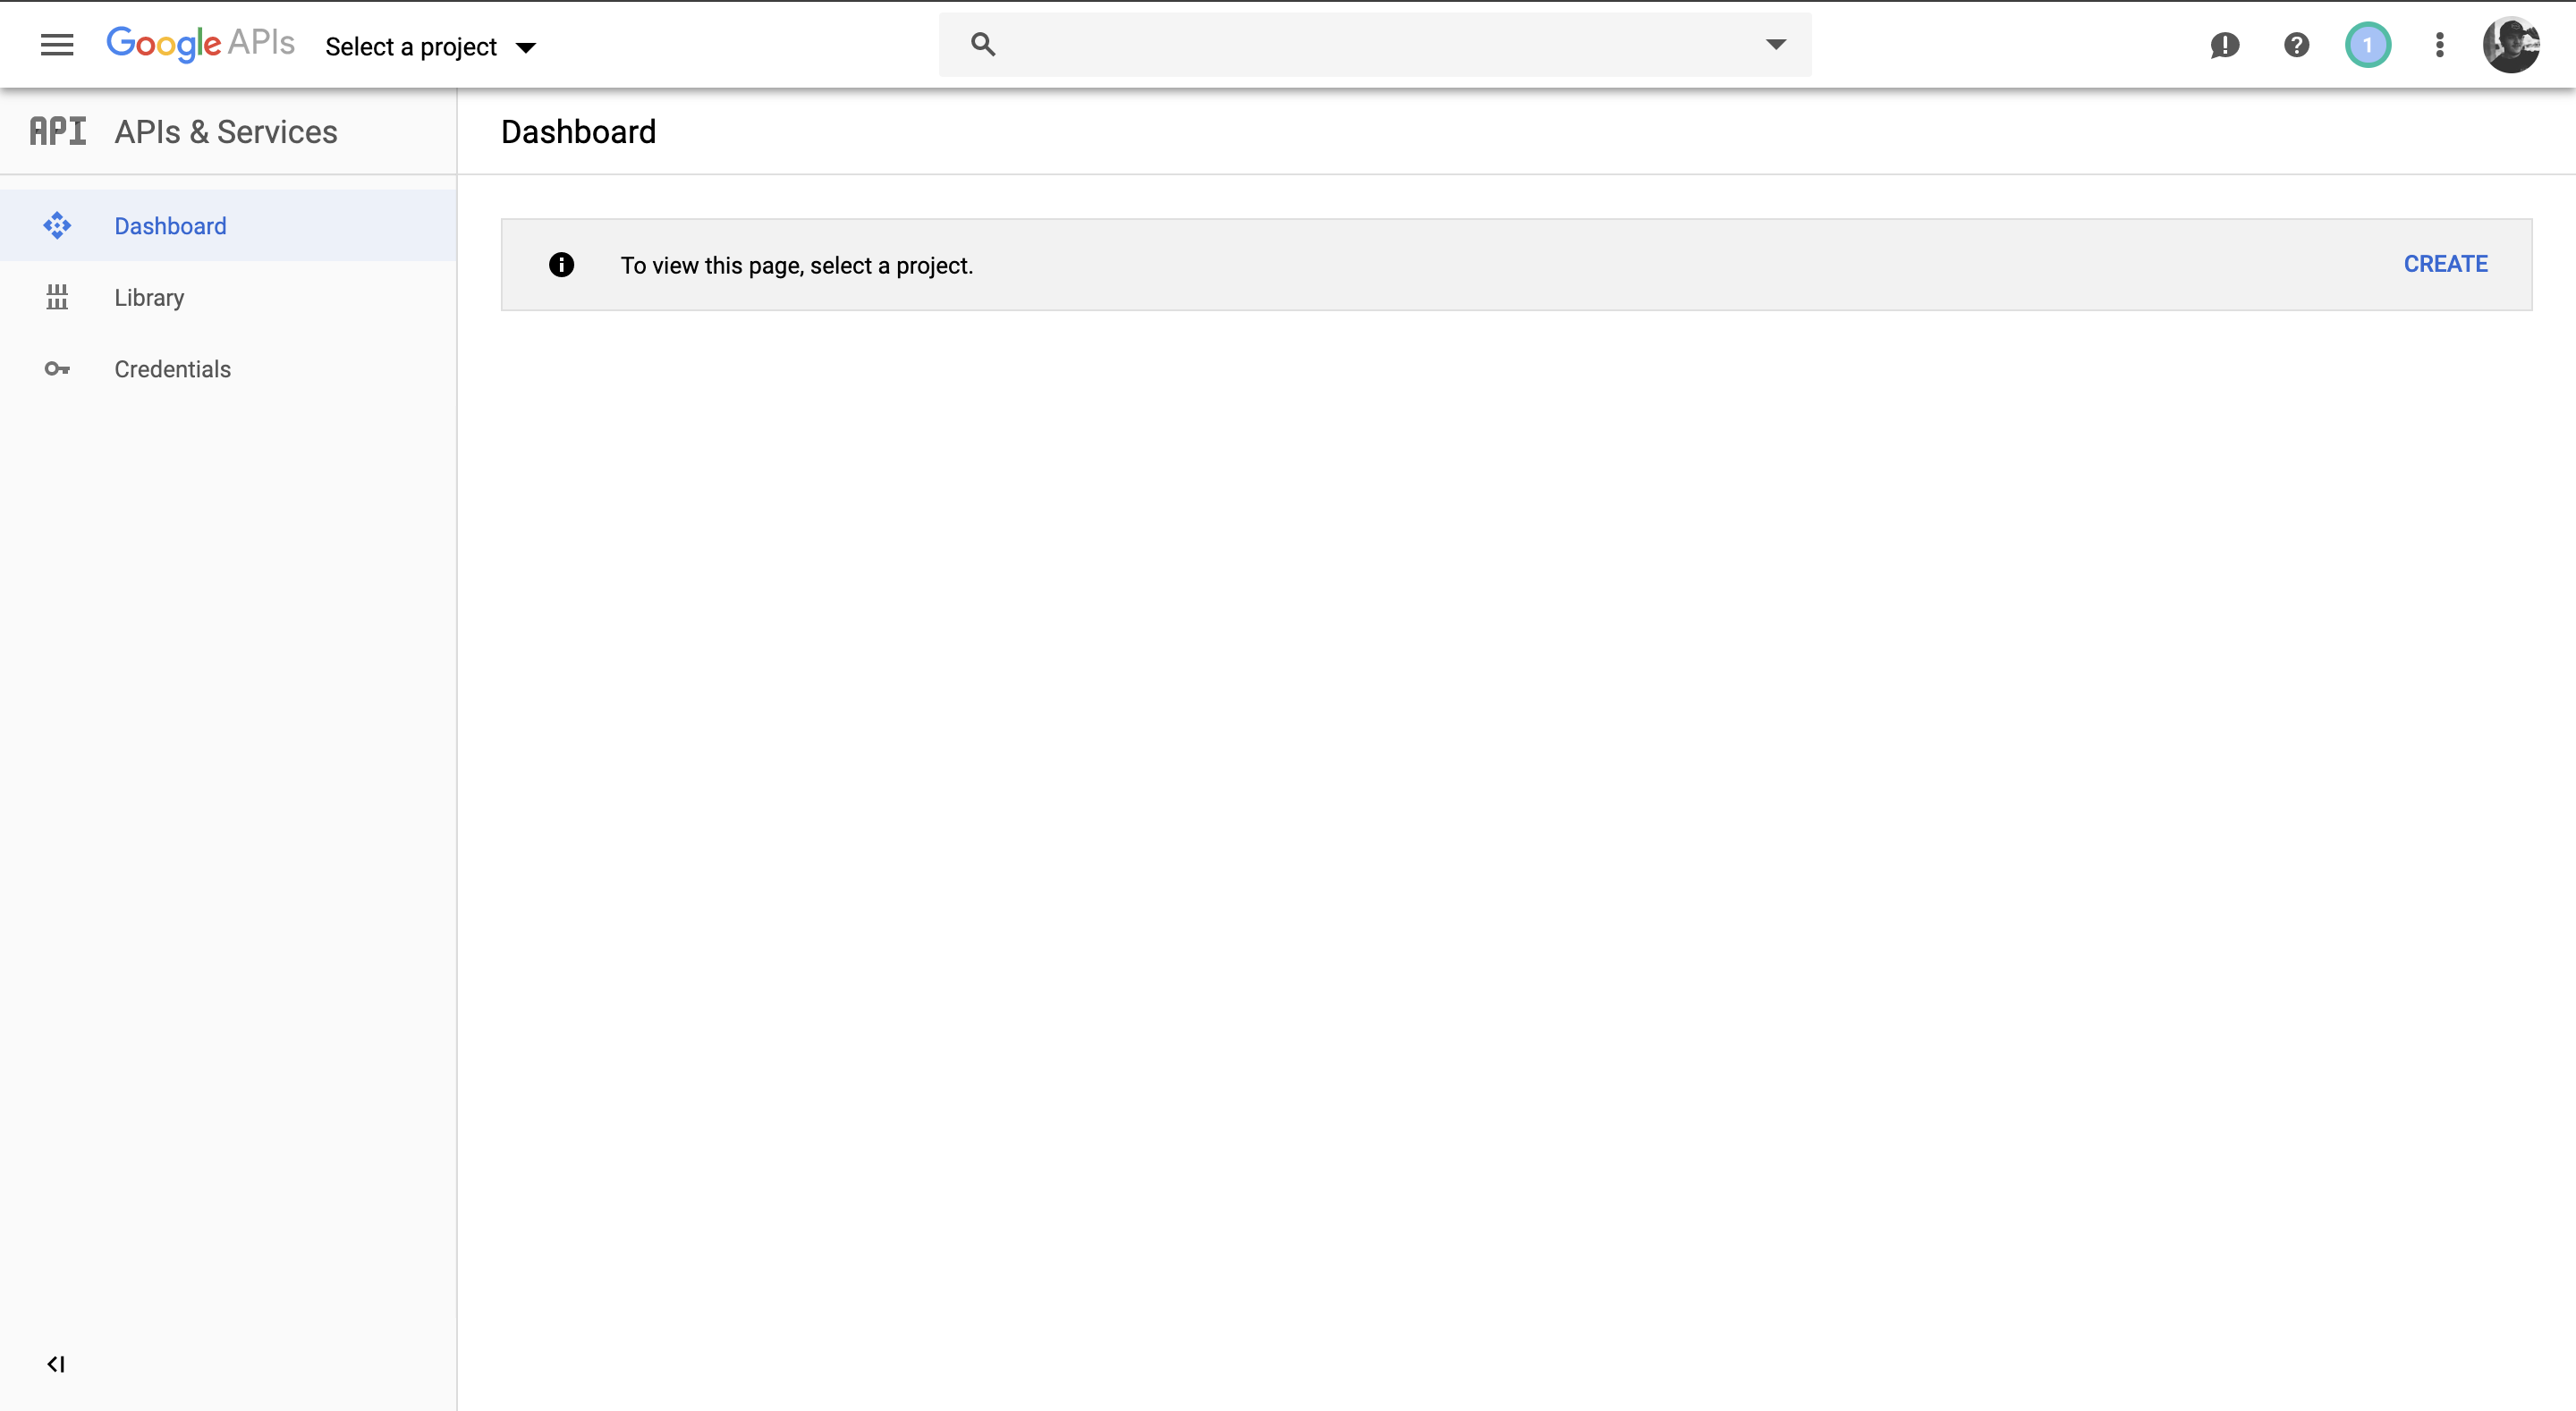 Google APIs
Select a project
1
API APIs & Services
Dashboard
Dashboard
Library
Credentials
To view this page, select a project.
CREATE